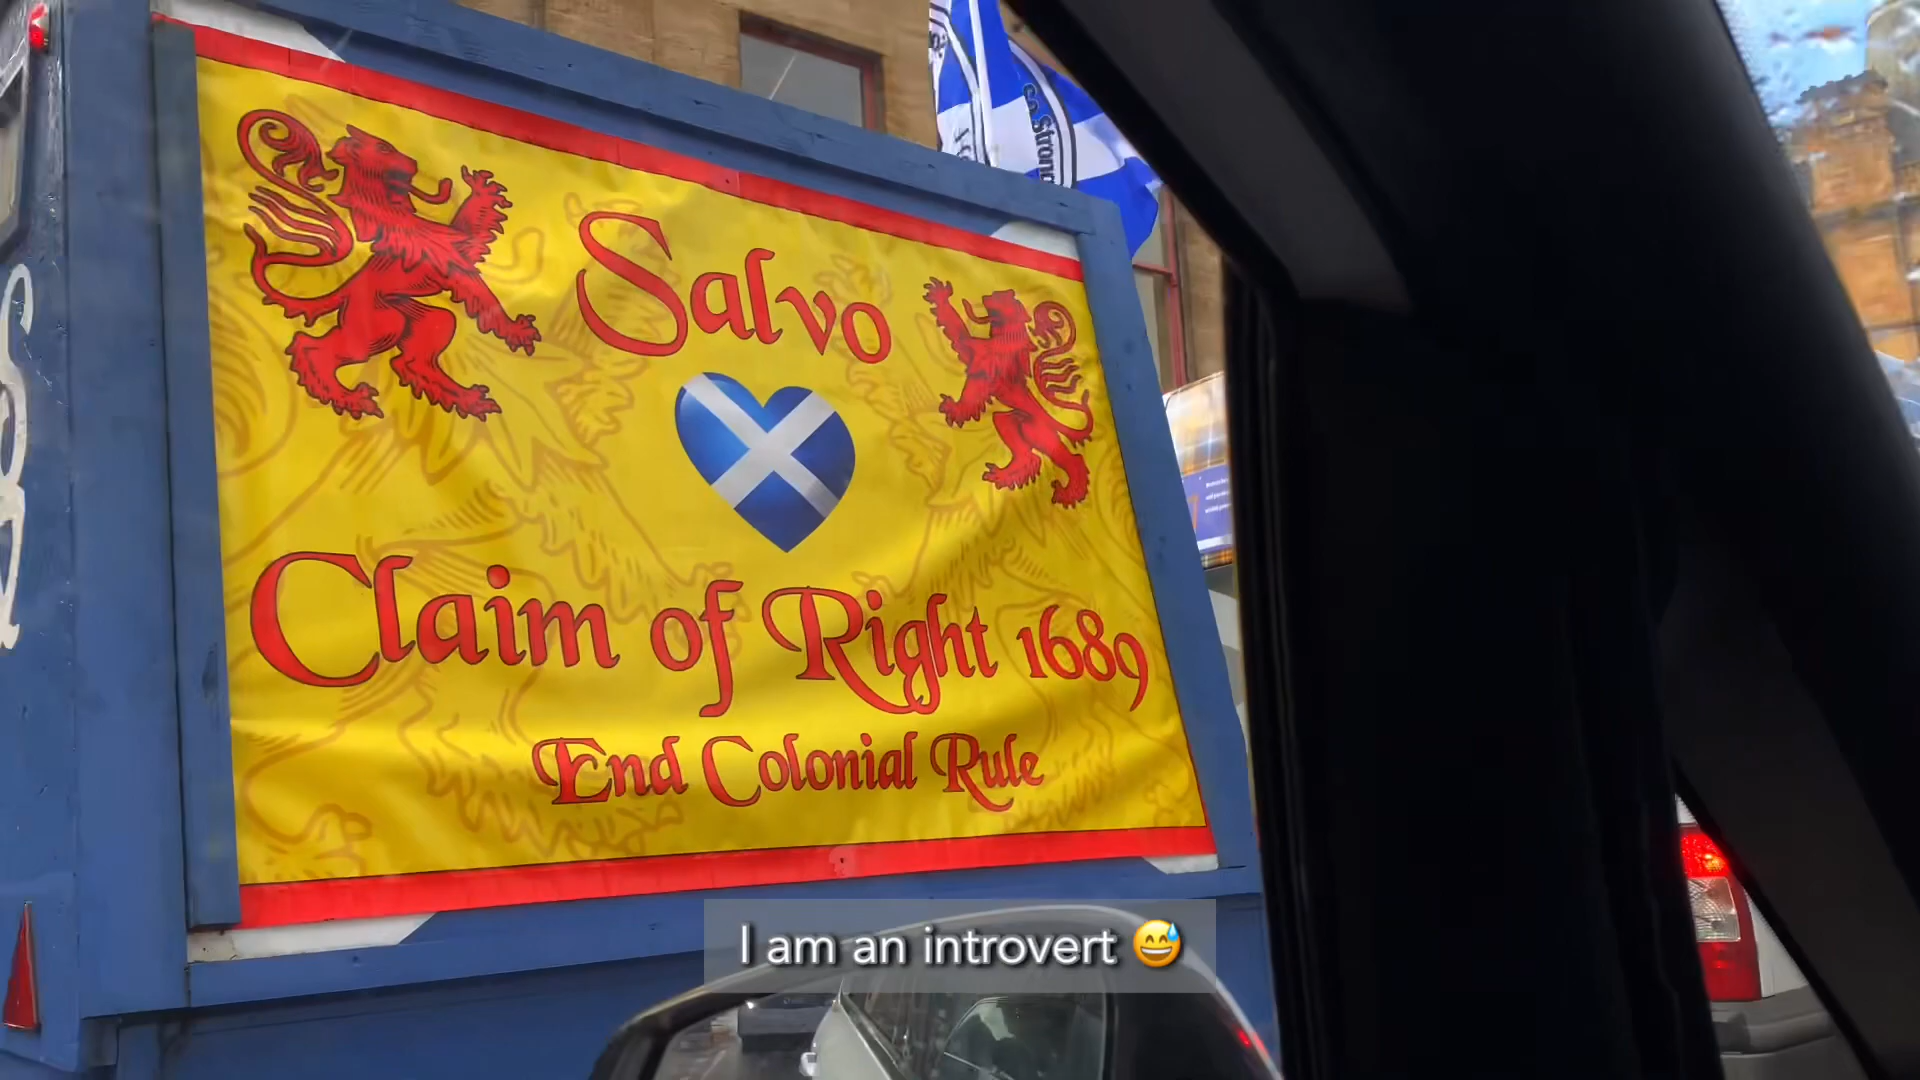 Salvo
Claim of Right 1689
End Colonial Rule
I am an introvert 😅